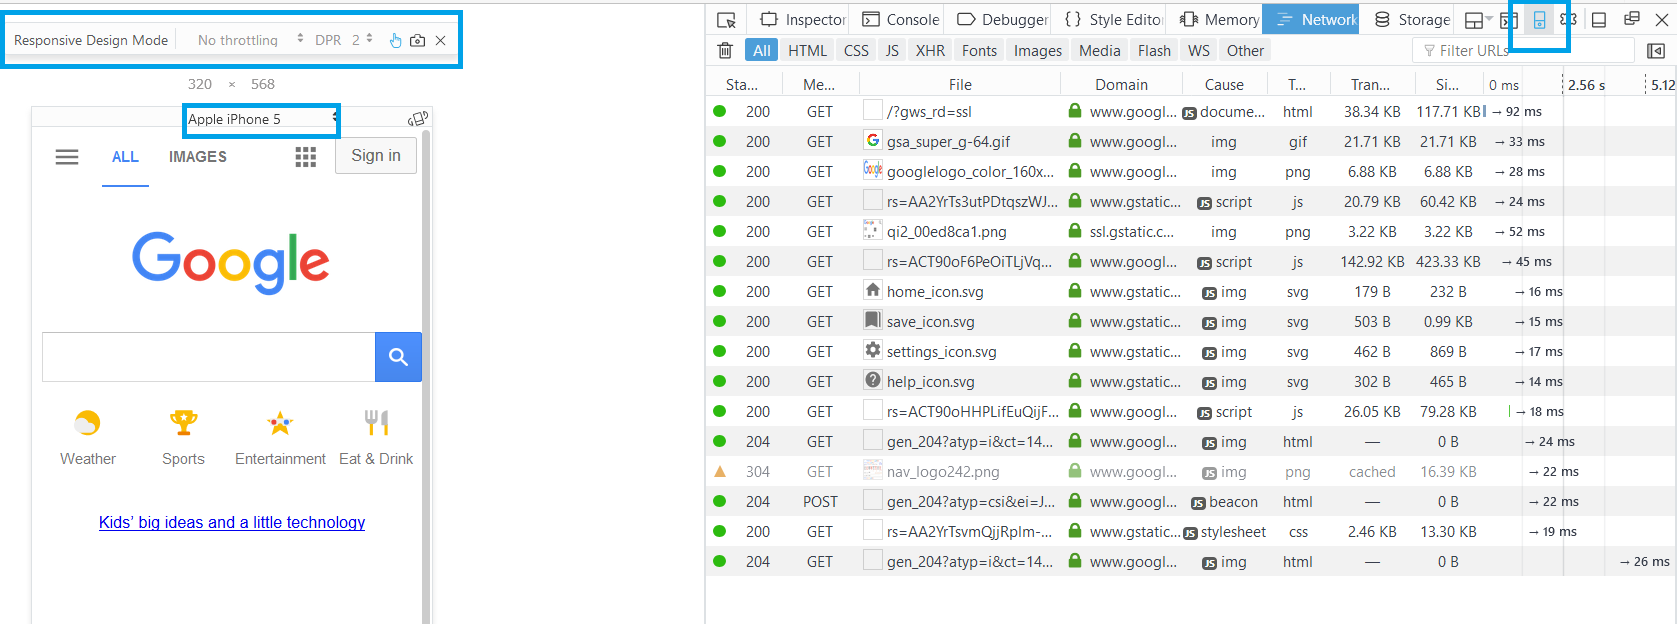 Responsive Design Mode No throttling DPR 2
320 × 568
Apple iPhone 5
ALL IMAGES Sign in
Google
Weather Sports Entertainment Eat & Drink
Kids’ big ideas and a little technology
Inspector Console Debugger { } Style Editor Memory Network Storage
All HTML CSS JS XHR Fonts Images Media Flash WS Other Filter URLs
Sta... Me... File Domain Cause T... Tran... Si... 0 ms 2.56 s 5.12
200 GET /?gws_rd=ssl www.googl... JS docume... html 38.34 KB 117.71 KB → 92 ms
200 GET gsa_super_g-64.gif www.googl... img gif 21.71 KB 21.71 KB → 33 ms
200 GET googlelogo_color_160x... www.googl... img png 6.88 KB 6.88 KB → 28 ms
200 GET rs=AA2YrTs3utPDtqszWJ... www.gstatic... JS script js 20.79 KB 60.42 KB → 24 ms
200 GET qi2_00ed8ca1.png ssl.gstatic.c... img png 3.22 KB 3.22 KB → 52 ms
200 GET rs=ACT90oF6PeOiTLjVq... www.googl... JS script js 142.92 KB 423.33 KB → 45 ms
200 GET home_icon.svg www.gstatic... JS img svg 179 B 232 B → 16 ms
200 GET save_icon.svg www.gstatic... JS img svg 503 B 0.99 KB → 15 ms
200 GET settings_icon.svg www.gstatic... JS img svg 462 B 869 B → 17 ms
200 GET help_icon.svg www.gstatic... JS img svg 302 B 465 B → 14 ms
200 GET rs=ACT90oHHPLifEuQijF... www.googl... JS script js 26.05 KB 79.28 KB → 18 ms
204 GET gen_204?atyp=i&ct=14... www.googl... JS img html — 0 B → 24 ms
304 GET nav_logo242.png www.googl... JS img png cached 16.39 KB → 22 ms
204 POST gen_204?atyp=csi&ei=J... www.googl... JS beacon html — 0 B → 22 ms
200 GET rs=AA2YrTsvmQjjRpIm-... www.gstatic... JS stylesheet css 2.46 KB 13.30 KB → 19 ms
204 GET gen_204?atyp=i&ct=14... www.googl... JS img html — 0 B → 26 ms